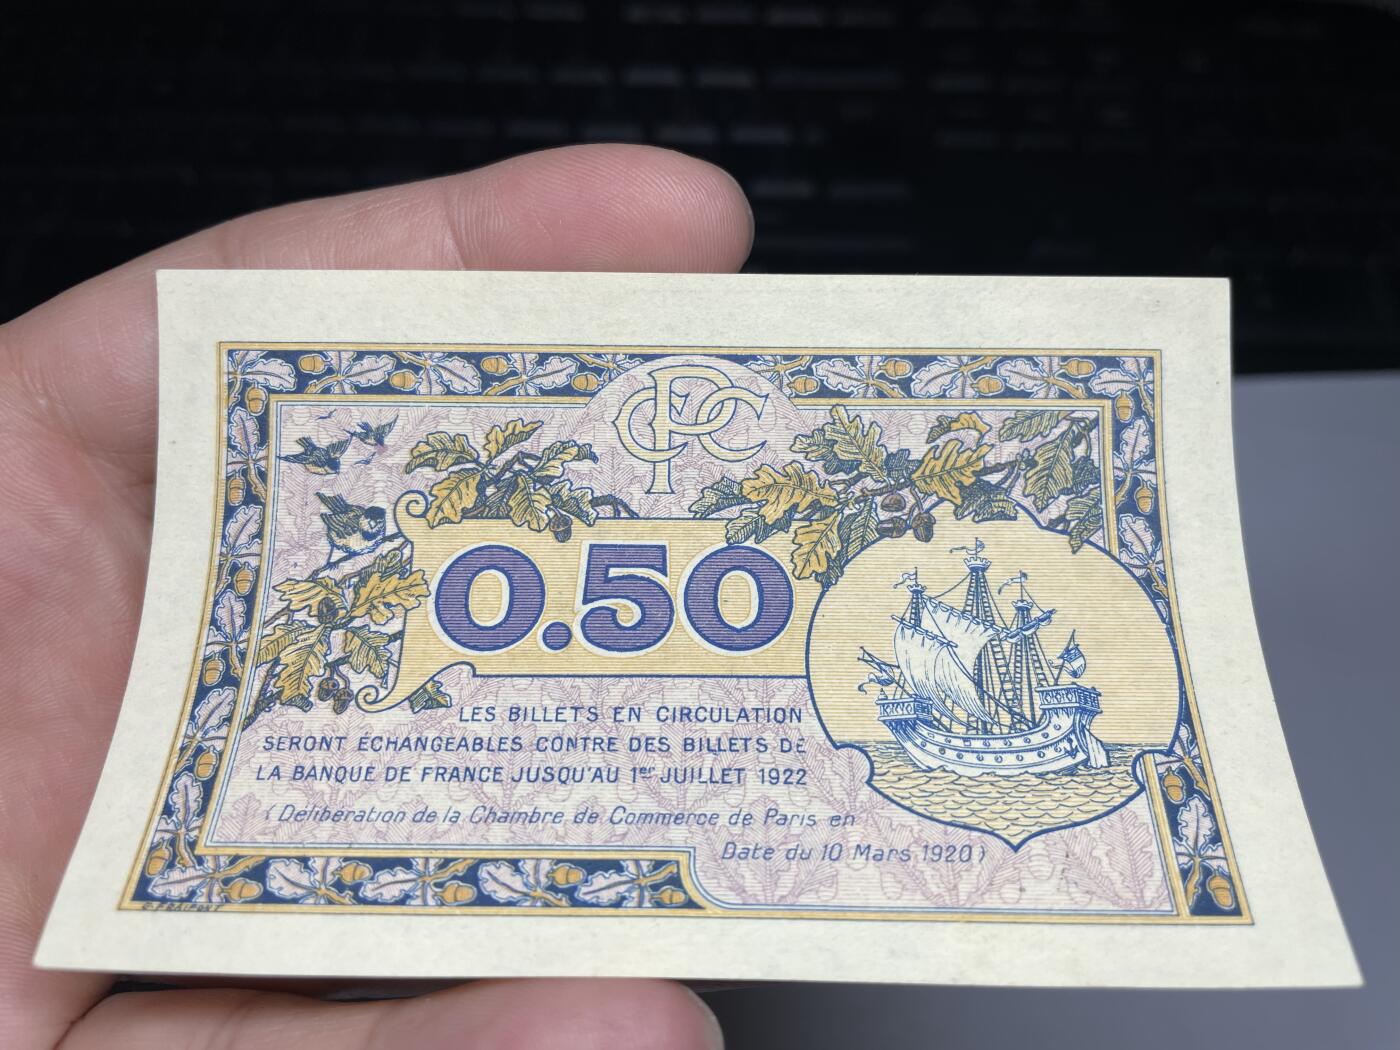 CPC
0.50
LES BILLETS EN CIRCULATION
SERONT ÉCHANGEABLES CONTRE DES BILLETS DE
LA BANQUE DE FRANCE JUSQU'AU 1er JUILLET 1922
(Délibération de la Chambre de Commerce de Paris en
Date du 10 Mars 1920)
G. FRAIPONT